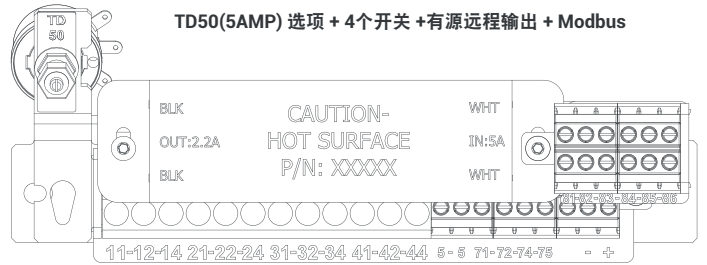 TD50(5AMP) 选项 + 4个开关 +有源远程输出 + Modbus
TD
50
BLK
CAUTION-
WHT
OUT:2.2A
HOT SURFACE
IN:5A
BLK
P/N: XXXXX
WHT
81-82-83-84-85-86
11-12-14 21-22-24 31-32-34 41-42-44 5 - 5 71-72-74-75 - +